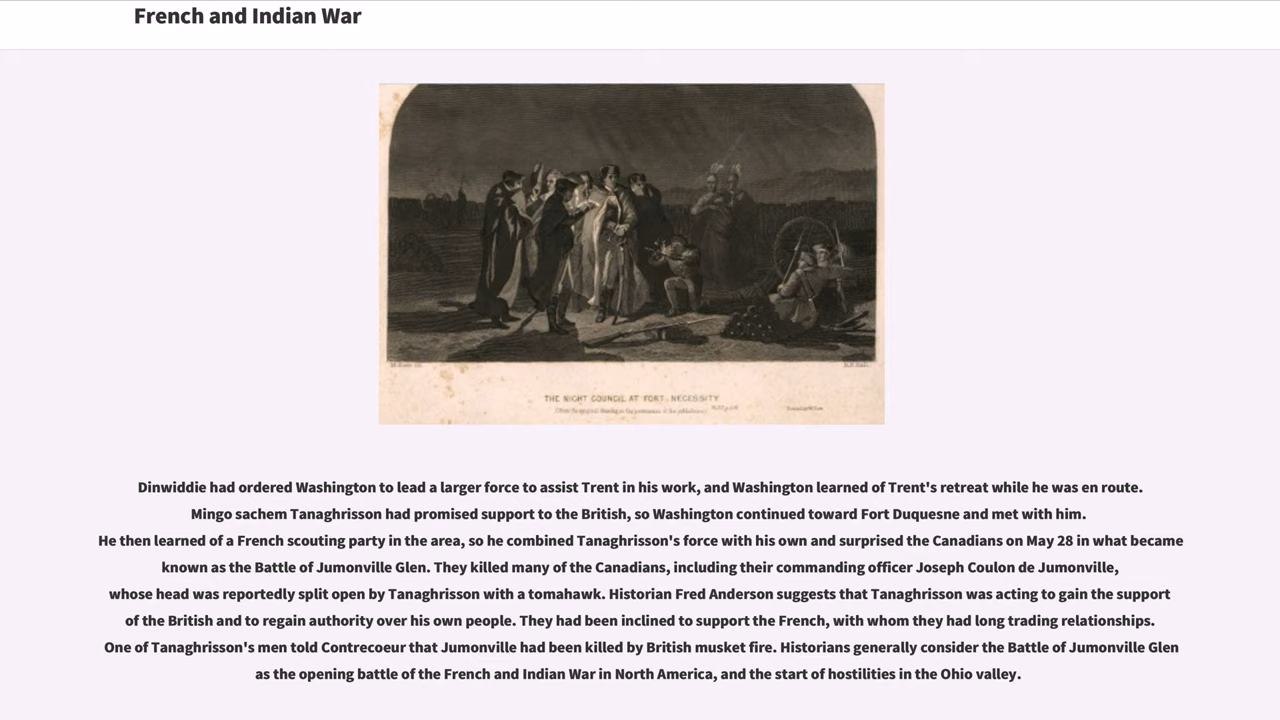 French and Indian War
THE NIGHT COUNCIL AT FORT NECESSITY
Dinwiddie had ordered Washington to lead a larger force to assist Trent in his work, and Washington learned of Trent's retreat while he was en route.
Mingo sachem Tanaghrisson had promised support to the British, so Washington continued toward Fort Duquesne and met with him.
He then learned of a French scouting party in the area, so he combined Tanaghrisson's force with his own and surprised the Canadians on May 28 in what became
known as the Battle of Jumonville Glen. They killed many of the Canadians, including their commanding officer Joseph Coulon de Jumonville,
whose head was reportedly split open by Tanaghrisson with a tomahawk. Historian Fred Anderson suggests that Tanaghrisson was acting to gain the support
of the British and to regain authority over his own people. They had been inclined to support the French, with whom they had long trading relationships.
One of Tanaghrisson's men told Contrecoeur that Jumonville had been killed by British musket fire. Historians generally consider the Battle of Jumonville Glen
as the opening battle of the French and Indian War in North America, and the start of hostilities in the Ohio valley.